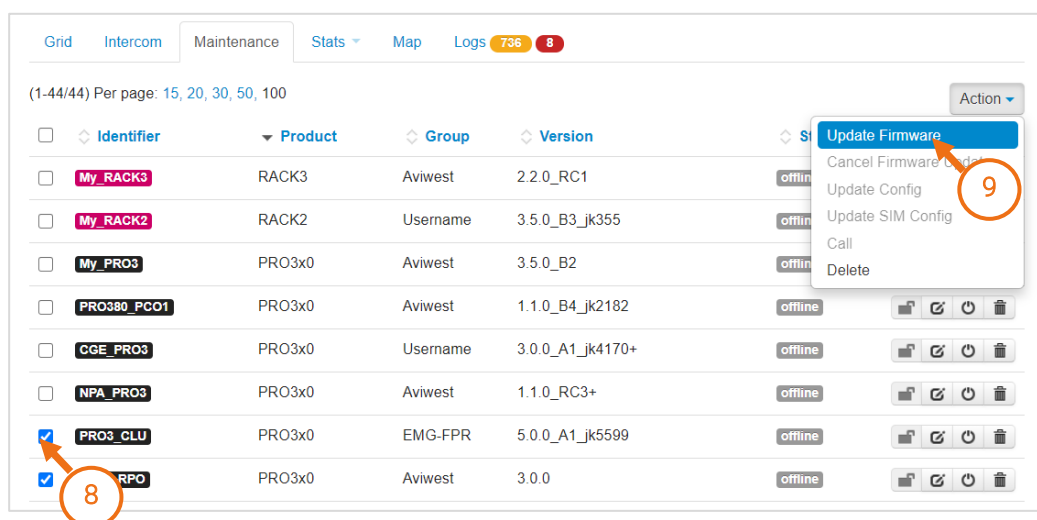 Grid Intercom Maintenance Stats Map Logs 736 8
(1-44/44) Per page: 15, 20, 30, 50, 100 Action
Identifier Product Group Version
Update Firmware
Cancel Firmware
My_RACK3 RACK3 Aviwest 2.2.0_RC1
Update Config 9
My_RACK2 RACK2 Username 3.5.0_B3_jk355
Update SIM Config
Call
My_PRO3 PRO3x0 Aviwest 3.5.0_B2
Delete
PRO380_PCO1 PRO3x0 Aviwest 1.1.0_B4_jk2182 offline
CGE_PRO3 PRO3x0 Username 3.0.0_A1_jk4170+ offline
NPA_PRO3 PRO3x0 Aviwest 1.1.0_RC3+ offline
PRO3_CLU PRO3x0 EMG-FPR 5.0.0_A1_jk5599 offline
RPO PRO3x0 Aviwest 3.0.0 offline
8